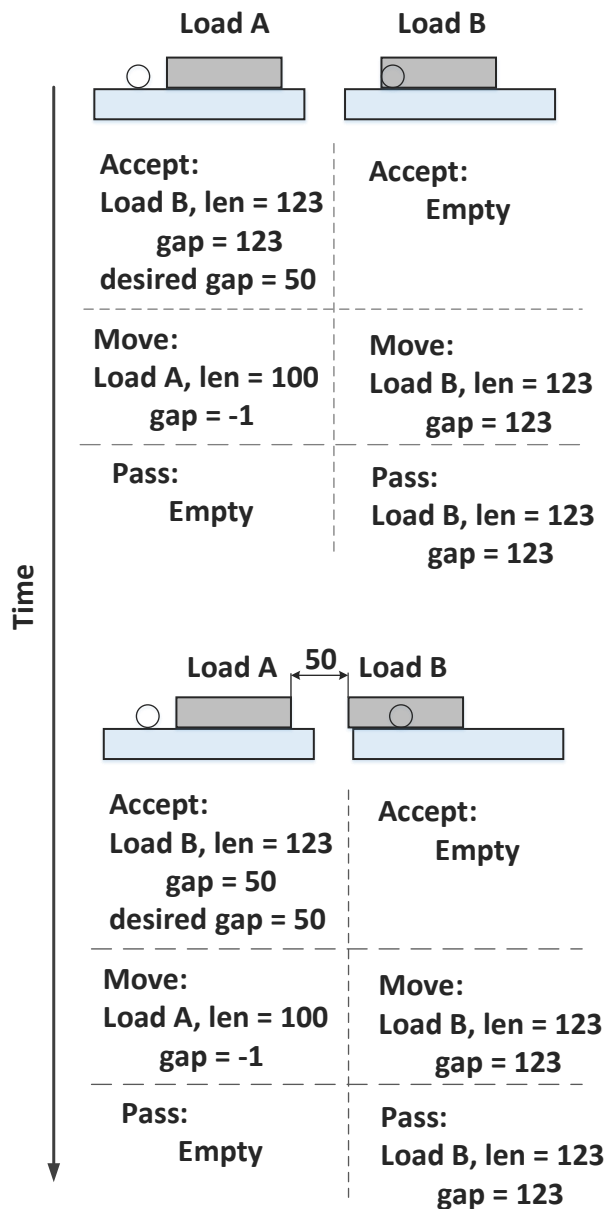 Load A
Load B
Accept:
Load B, len = 123
gap = 123
desired gap = 50
Accept:
Empty
Move:
Load A, len = 100
gap = -1
Move:
Load B, len = 123
gap = 123
Pass:
Empty
Pass:
Load B, len = 123
gap = 123
Time
Load A
50
Load B
Accept:
Load B, len = 123
gap = 50
desired gap = 50
Accept:
Empty
Move:
Load A, len = 100
gap = -1
Move:
Load B, len = 123
gap = 123
Pass:
Empty
Pass:
Load B, len = 123
gap = 123